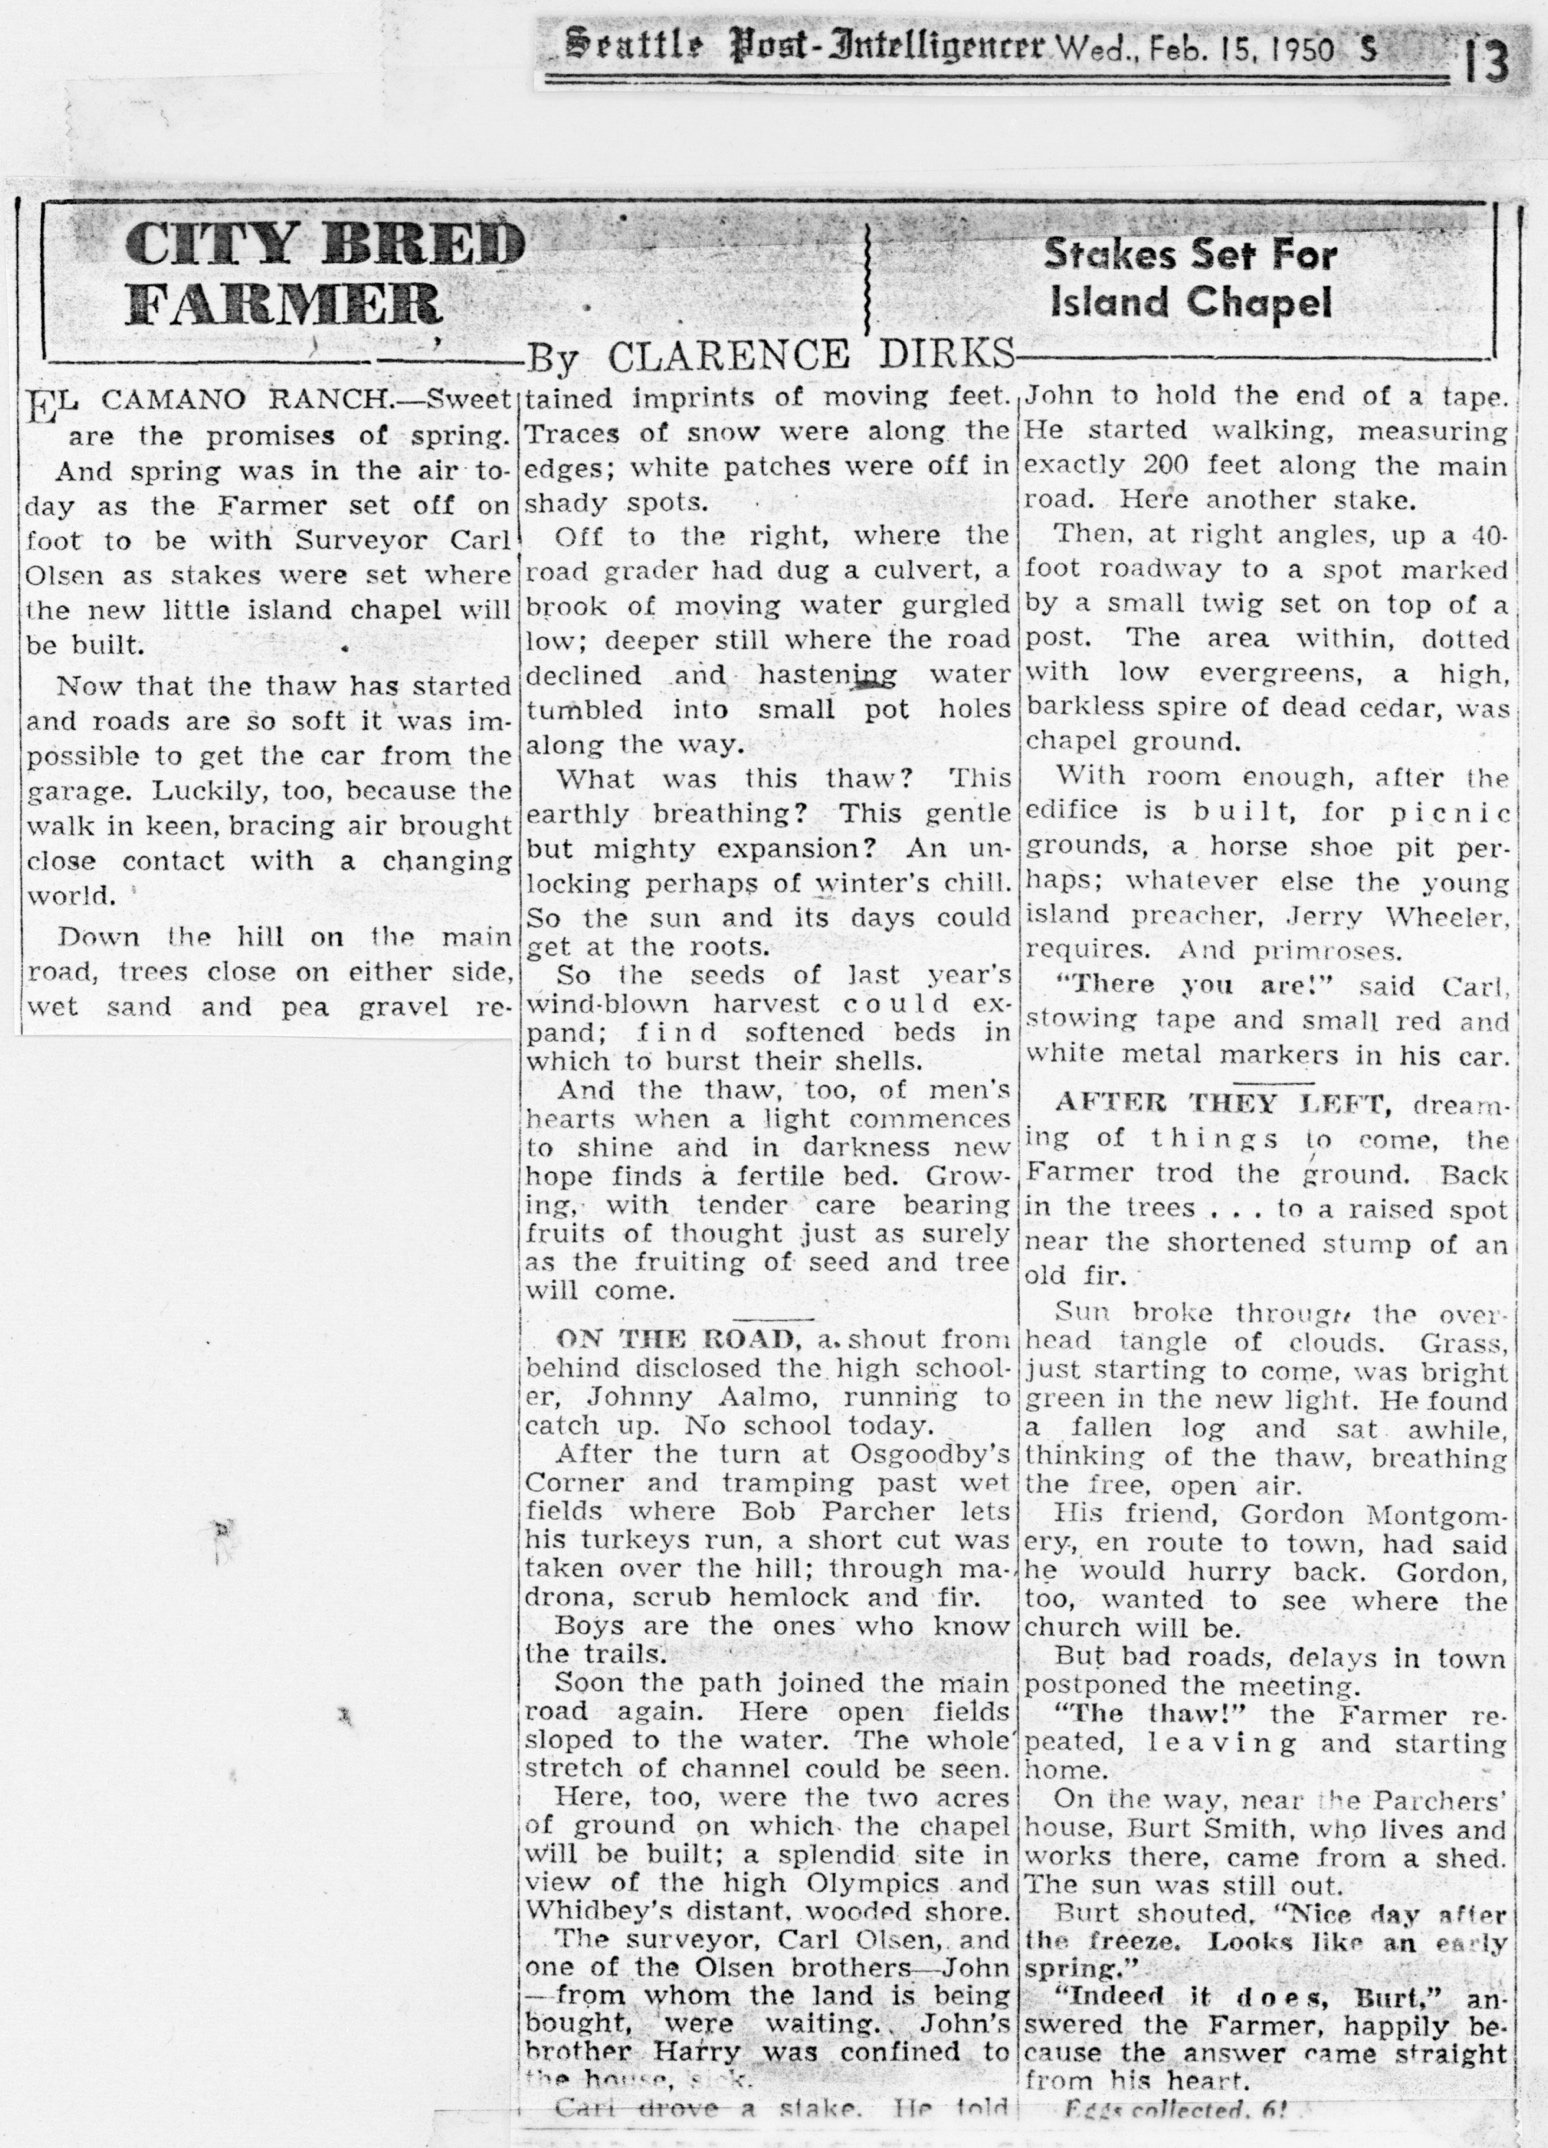 Seattle Post-Intelligencer Wed., Feb. 15, 1950 S 13
CITY BRED
FARMER
Stakes Set For
Island Chapel
By CLARENCE DIRKS
EL CAMANO RANCH.—Sweet
are the promises of spring.
And spring was in the air to-
day as the Farmer set off on
foot to be with Surveyor Carl
Olsen as stakes were set where
the new little island chapel will
be built.
Now that the thaw has started
and roads are so soft it was im-
possible to get the car from the
garage. Luckily, too, because the
walk in keen, bracing air brought
close contact with a changing
world.
Down the hill on the main
road, trees close on either side,
wet sand and pea gravel re-
tained imprints of moving feet.
Traces of snow were along the
edges; white patches were off in
shady spots.
Off to the right, where the
road grader had dug a culvert, a
brook of moving water gurgled
low; deeper still where the road
declined and hastening water
tumbled into small pot holes
along the way.
What was this thaw? This
earthly breathing? This gentle
but mighty expansion? An un-
locking perhaps of winter's chill.
So the sun and its days could
get at the roots.
So the seeds of last year's
wind-blown harvest could ex-
pand; find softened beds in
which to burst their shells.
And the thaw, too, of men's
hearts when a light commences
to shine and in darkness new
hope finds a fertile bed. Grow-
ing, with tender care bearing
fruits of thought just as surely
as the fruiting of seed and tree
will come.
ON THE ROAD, a shout from
behind disclosed the high school-
er, Johnny Aalmo, running to
catch up. No school today.
After the turn at Osgoodby's
Corner and tramping past wet
fields where Bob Parcher lets
his turkeys run, a short cut was
taken over the hill; through ma-
drona, scrub hemlock and fir.
Boys are the ones who know
the trails.
Soon the path joined the main
road again. Here open fields
sloped to the water. The whole
stretch of channel could be seen.
Here, too, were the two acres
of ground on which the chapel
will be built; a splendid site in
view of the high Olympics and
Whidbey's distant, wooded shore.
The surveyor, Carl Olsen, and
one of the Olsen brothers—John
—from whom the land is being
bought, were waiting. John's
brother Harry was confined to
the house, sick.
Carl drove a stake. He told
John to hold the end of a tape.
He started walking, measuring
exactly 200 feet along the main
road. Here another stake.
Then, at right angles, up a 40-
foot roadway to a spot marked
by a small twig set on top of a
post. The area within, dotted
with low evergreens, a high,
barkless spire of dead cedar, was
chapel ground.
With room enough, after the
edifice is built, for picnic
grounds, a horse shoe pit per-
haps; whatever else the young
island preacher, Jerry Wheeler,
requires. And primroses.
"There you are!" said Carl,
stowing tape and small red and
white metal markers in his car.
AFTER THEY LEFT, dream-
ing of things to come, the
Farmer trod the ground. Back
in the trees . . . to a raised spot
near the shortened stump of an
old fir.
Sun broke through the over-
head tangle of clouds. Grass,
just starting to come, was bright
green in the new light. He found
a fallen log and sat awhile,
thinking of the thaw, breathing
the free, open air.
His friend, Gordon Montgom-
ery, en route to town, had said
he would hurry back. Gordon,
too, wanted to see where the
church will be.
But bad roads, delays in town
postponed the meeting.
"The thaw!" the Farmer re-
peated, leaving and starting
home.
On the way, near the Parchers'
house, Burt Smith, who lives and
works there, came from a shed.
The sun was still out.
Burt shouted, "Nice day after
the freeze. Looks like an early
spring."
"Indeed it does, Burt," an-
swered the Farmer, happily be-
cause the answer came straight
from his heart.
Eggs collected, 6!